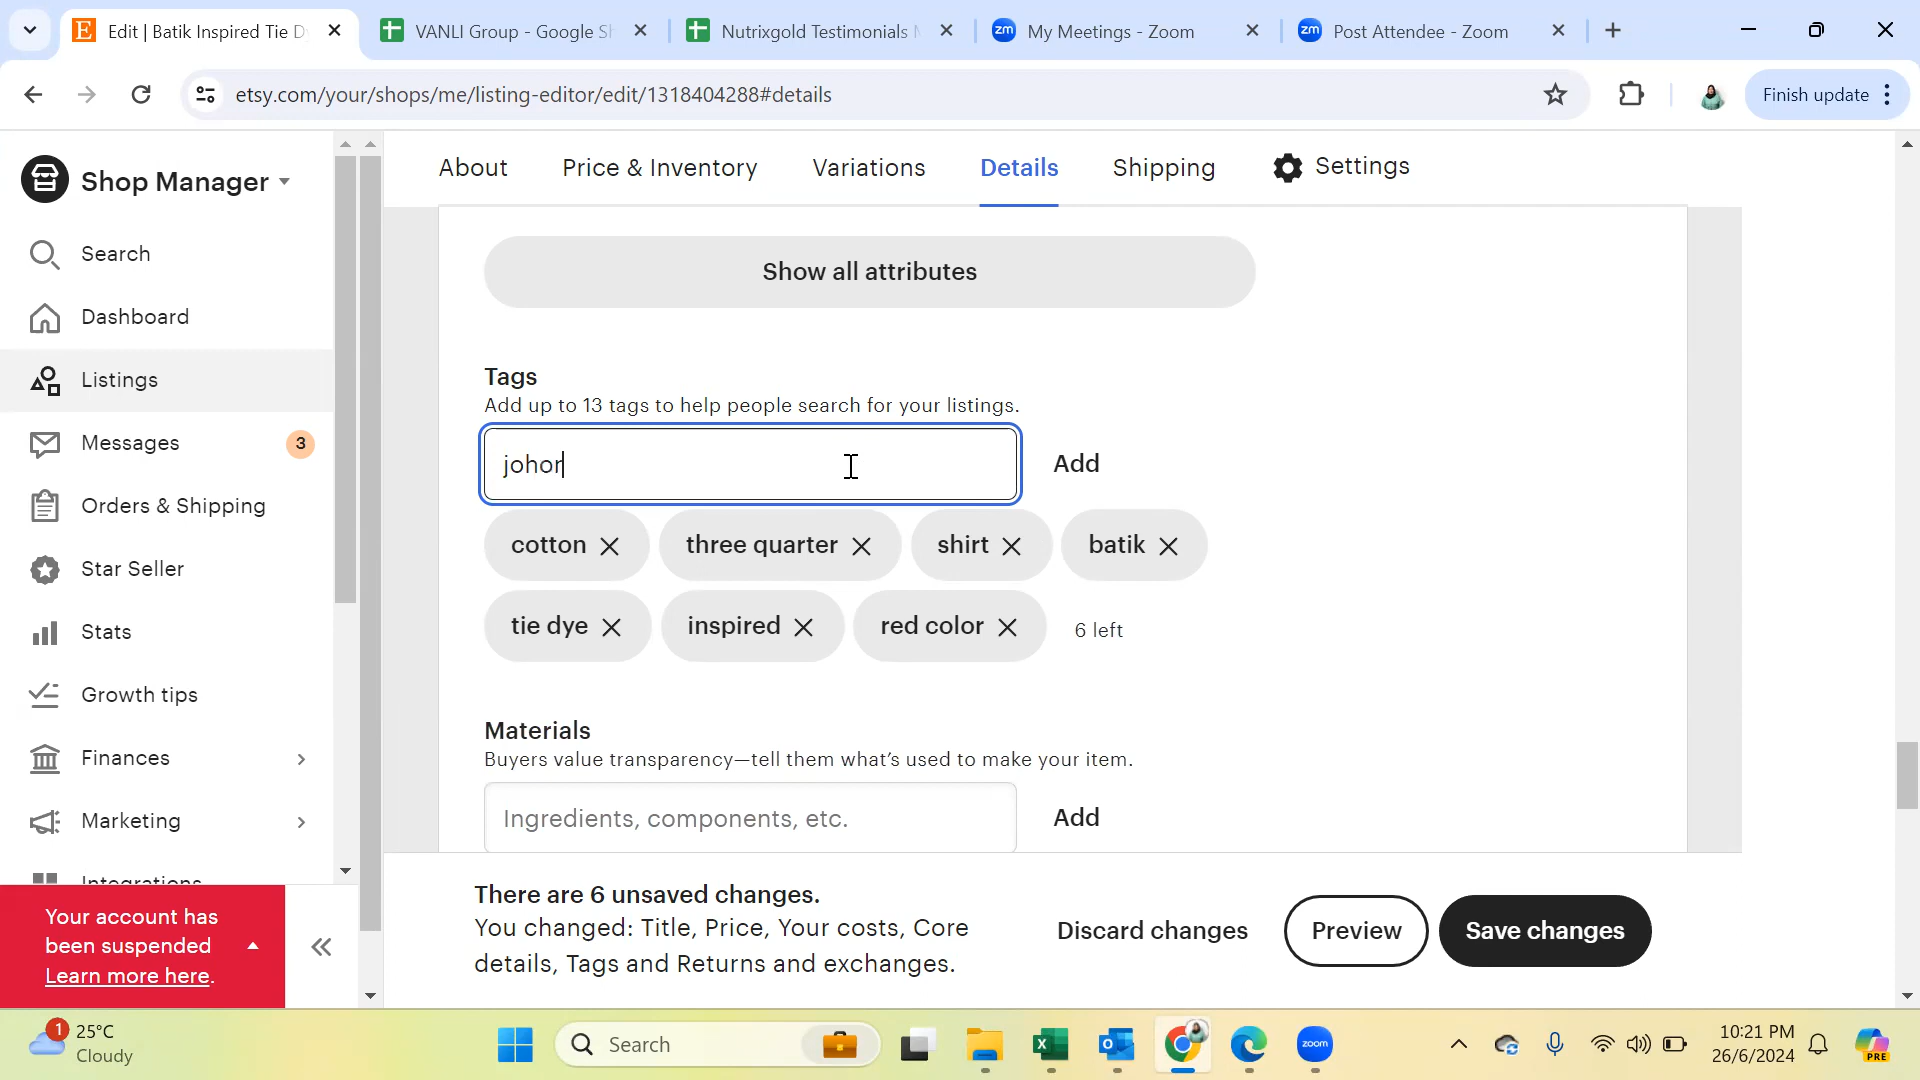 Edit | Batik Inspired Tie D
VANLI Group - Google Sh
Nutrixgold Testimonials M
My Meetings - Zoom
Post Attendee - Zoom
etsy.com/your/shops/me/listing-editor/edit/1318404288#details
Finish update
Shop Manager
Search
Dashboard
Listings
Messages
3
Orders & Shipping
Star Seller
Stats
Growth tips
Finances
Marketing
Integrations
Your account has
been suspended
Learn more here.
About
Price & Inventory
Variations
Details
Shipping
Settings
Show all attributes
Tags
Add up to 13 tags to help people search for your listings.
johor
Add
cotton
three quarter
shirt
batik
tie dye
inspired
red color
6 left
Materials
Buyers value transparency—tell them what's used to make your item.
Ingredients, components, etc.
Add
There are 6 unsaved changes.
You changed: Title, Price, Your costs, Core
details, Tags and Returns and exchanges.
Discard changes
Preview
Save changes
1
25°C
Cloudy
Search
zoom
10:21 PM
26/6/2024
PRE